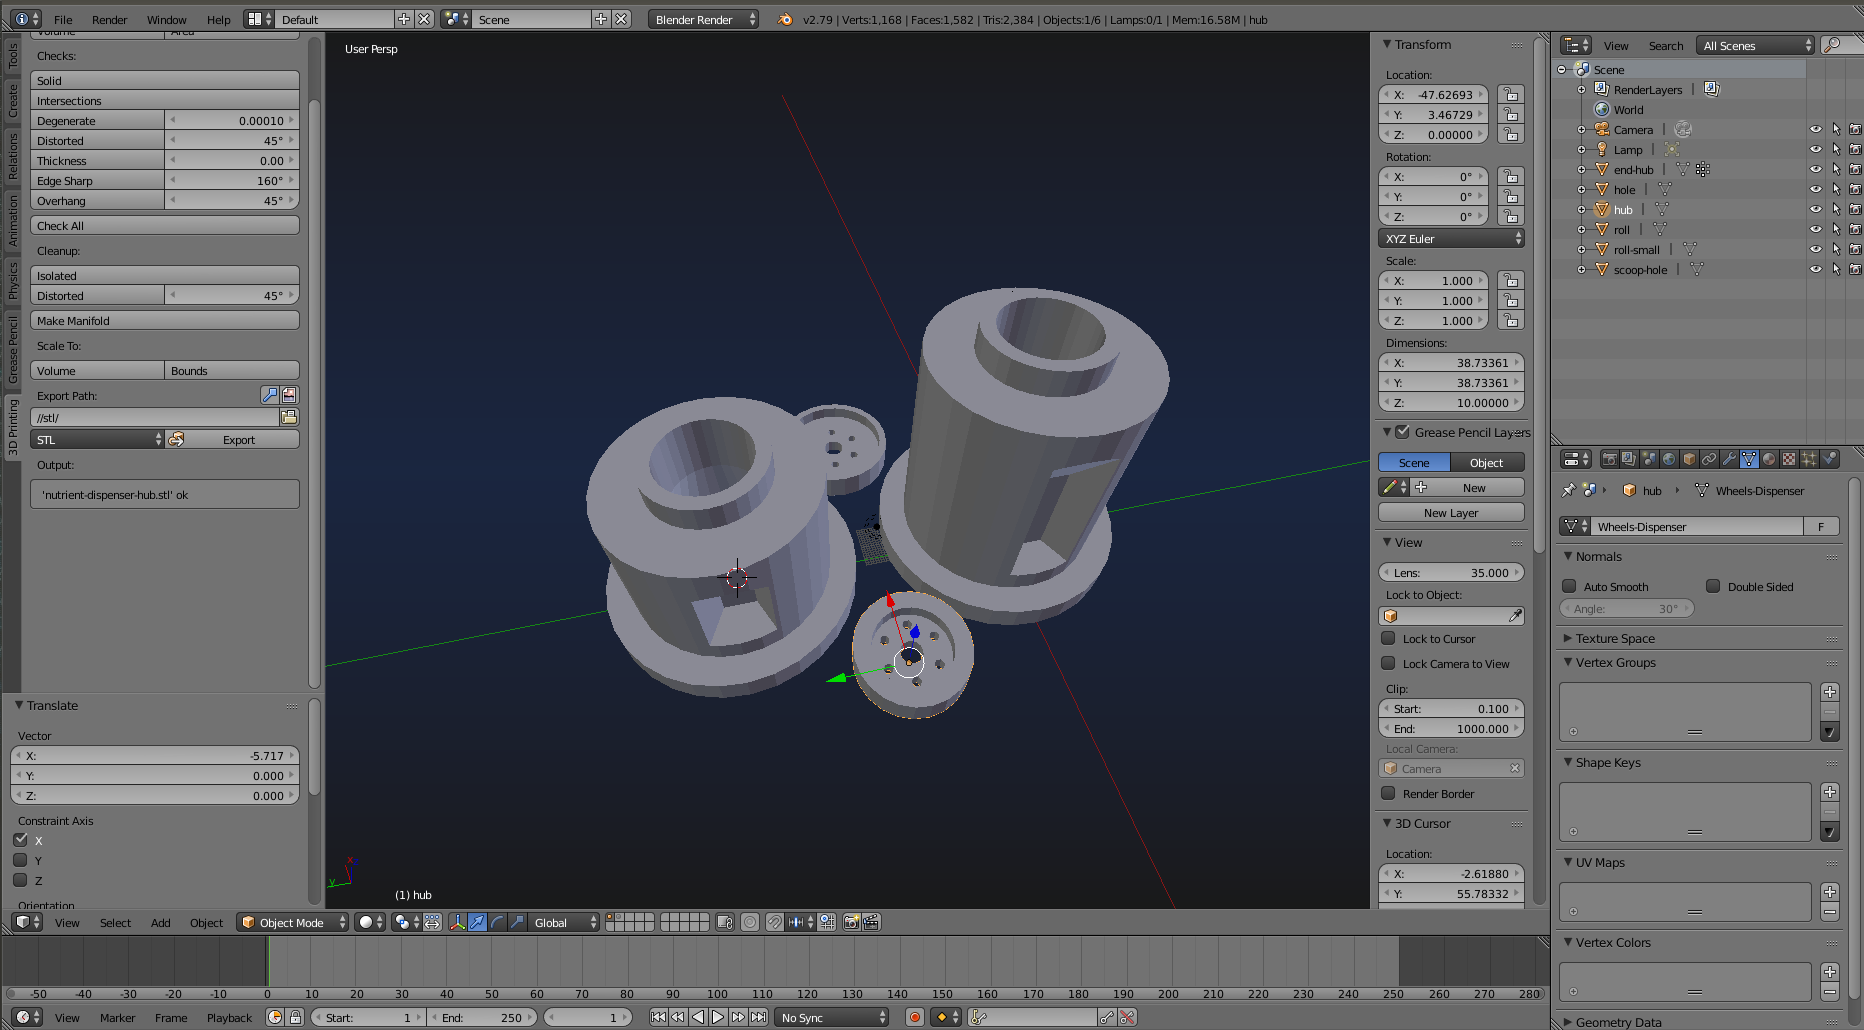 File Render Window Help Default Scene Blender Render v2.79 | Verts:1,168 | Faces:1,582 | Tris:2,384 | Objects:1/6 | Lamps:0/1 | Mem:16.58M | hub
Tools
Create
Relations
Animation
Physics
Grease Pencil
3D Printing
Volume Area
Checks:
Solid
Intersections
Degenerate 0.00010
Distorted 45°
Thickness 0.00
Edge Sharp 160°
Overhang 45°
Check All
Cleanup:
Isolated
Distorted 45°
Make Manifold
Scale To:
Volume Bounds
Export Path:
//stl/
STL Export
Output:
'nutrient-dispenser-hub.stl' ok
Translate
Vector
X: -5.717
Y: 0.000
Z: 0.000
Constraint Axis
X
Y
Z
Orientation
User Persp
x
y
(1) hub
Transform
Location:
X: -47.62693
Y: 3.46729
Z: 0.00000
Rotation:
X: 0°
Y: 0°
Z: 0°
XYZ Euler
Scale:
X: 1.000
Y: 1.000
Z: 1.000
Dimensions:
X: 38.73361
Y: 38.73361
Z: 10.00000
Grease Pencil Layers
Scene Object
New
New Layer
View
Lens: 35.000
Lock to Object:
Lock to Cursor
Lock Camera to View
Clip:
Start: 0.100
End: 1000.000
Local Camera:
Camera
Render Border
3D Cursor
Location:
X: -2.61880
Y: 55.78332
View Search All Scenes
Scene
RenderLayers
World
Camera
Lamp
end-hub
hole
hub
roll
roll-small
scoop-hole
hub Wheels-Dispenser
Wheels-Dispenser F
Normals
Auto Smooth Double Sided
Angle: 30°
Texture Space
Vertex Groups
Shape Keys
UV Maps
Vertex Colors
Geometry Data
View Select Add Object Object Mode Global
-50 -40 -30 -20 -10 0 10 20 30 40 50 60 70 80 90 100 110 120 130 140 150 160 170 180 190 200 210 220 230 240 250 260 270 280
View Marker Frame Playback Start: 1 End: 250 1 No Sync